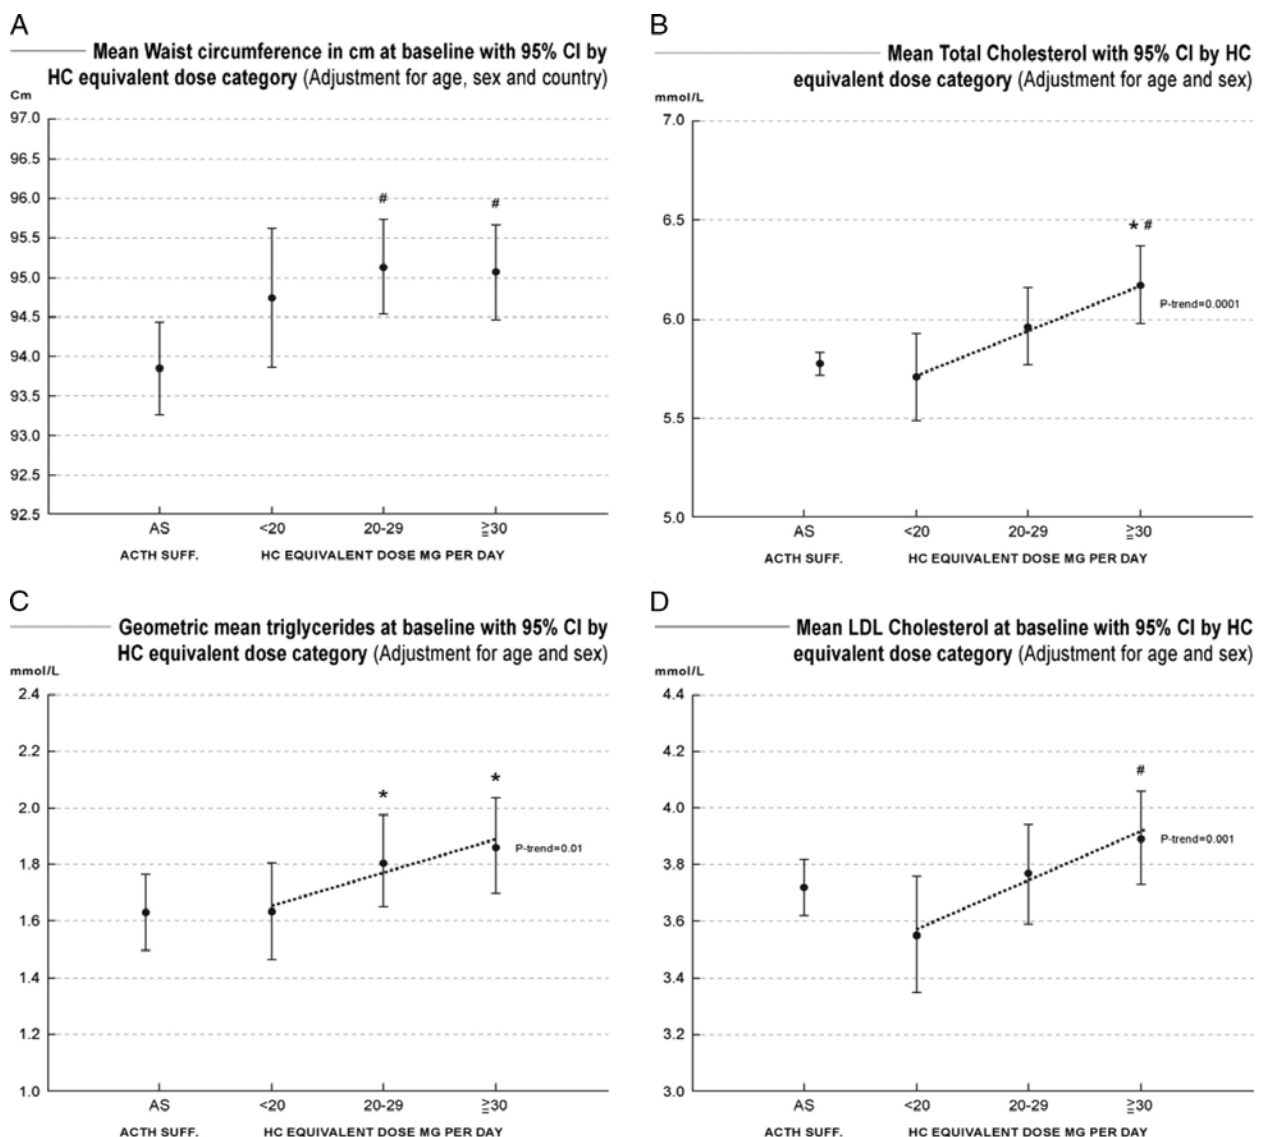 A
Mean Waist circumference in cm at baseline with 95% CI by
HC equivalent dose category (Adjustment for age, sex and country)
Cm
97.0
96.5
96.0
95.5
95.0
94.5
94.0
93.5
93.0
92.5
#
#
AS
<20
20-29
≧30
ACTH SUFF.
HC EQUIVALENT DOSE MG PER DAY
B
Mean Total Cholesterol with 95% CI by HC
equivalent dose category (Adjustment for age and sex)
mmol/L
7.0
6.5
6.0
5.5
5.0
* #
P-trend=0.0001
AS
<20
20-29
≧30
ACTH SUFF.
HC EQUIVALENT DOSE MG PER DAY
C
Geometric mean triglycerides at baseline with 95% CI by
HC equivalent dose category (Adjustment for age and sex)
mmol/L
2.4
2.2
2.0
1.8
1.6
1.4
1.2
1.0
*
*
P-trend=0.01
AS
<20
20-29
≧30
ACTH SUFF.
HC EQUIVALENT DOSE MG PER DAY
D
Mean LDL Cholesterol at baseline with 95% CI by HC
equivalent dose category (Adjustment for age and sex)
mmol/L
4.4
4.2
4.0
3.8
3.6
3.4
3.2
3.0
#
P-trend=0.001
AS
<20
20-29
≧30
ACTH SUFF.
HC EQUIVALENT DOSE MG PER DAY